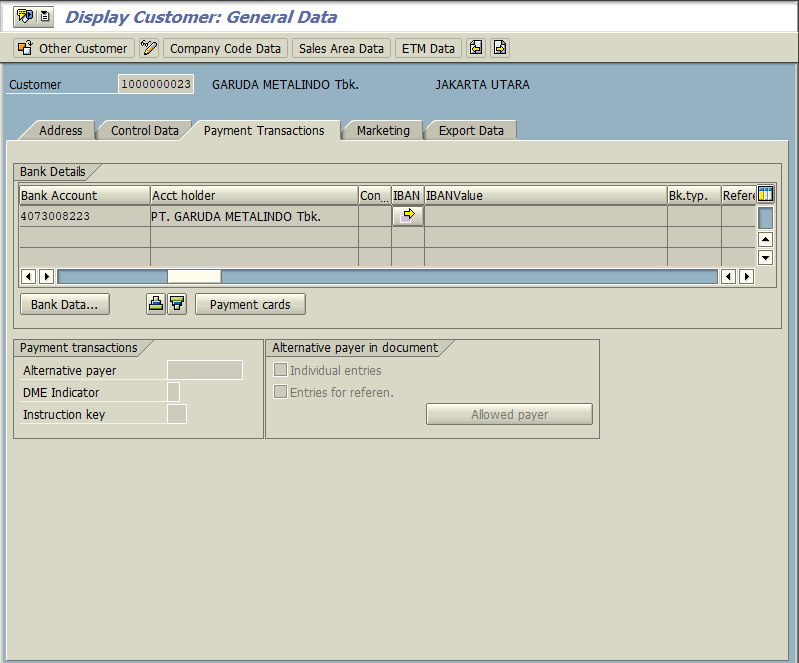 Display Customer: General Data
Other Customer Company Code Data Sales Area Data ETM Data
Customer 1000000023 GARUDA METALINDO Tbk. JAKARTA UTARA
Address Control Data Payment Transactions Marketing Export Data
Bank Details
Bank Account Acct holder Con... IBAN IBANValue Bk.typ. Refere
4073008223 PT. GARUDA METALINDO Tbk.
Bank Data... Payment cards
Payment transactions Alternative payer in document
Alternative payer Individual entries
DME Indicator Entries for referen.
Instruction key Allowed payer